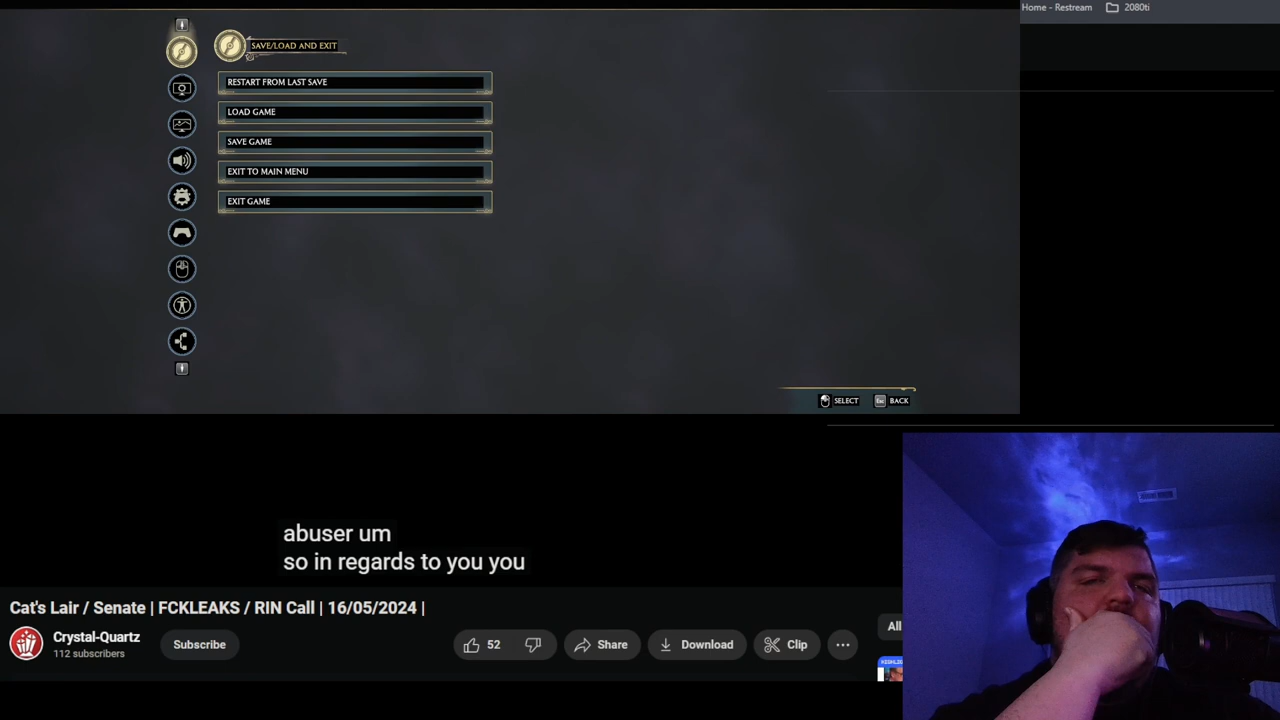 Home - Restream
2080ti
SAVE/LOAD AND EXIT
RESTART FROM LAST SAVE
LOAD GAME
SAVE GAME
EXIT TO MAIN MENU
EXIT GAME
SELECT
Esc
BACK
abuser um
so in regards to you you
Cat's Lair / Senate | FCKLEAKS / RIN Call | 16/05/2024 |
Crystal-Quartz
112 subscribers
Subscribe
52
Share
Download
Clip
All